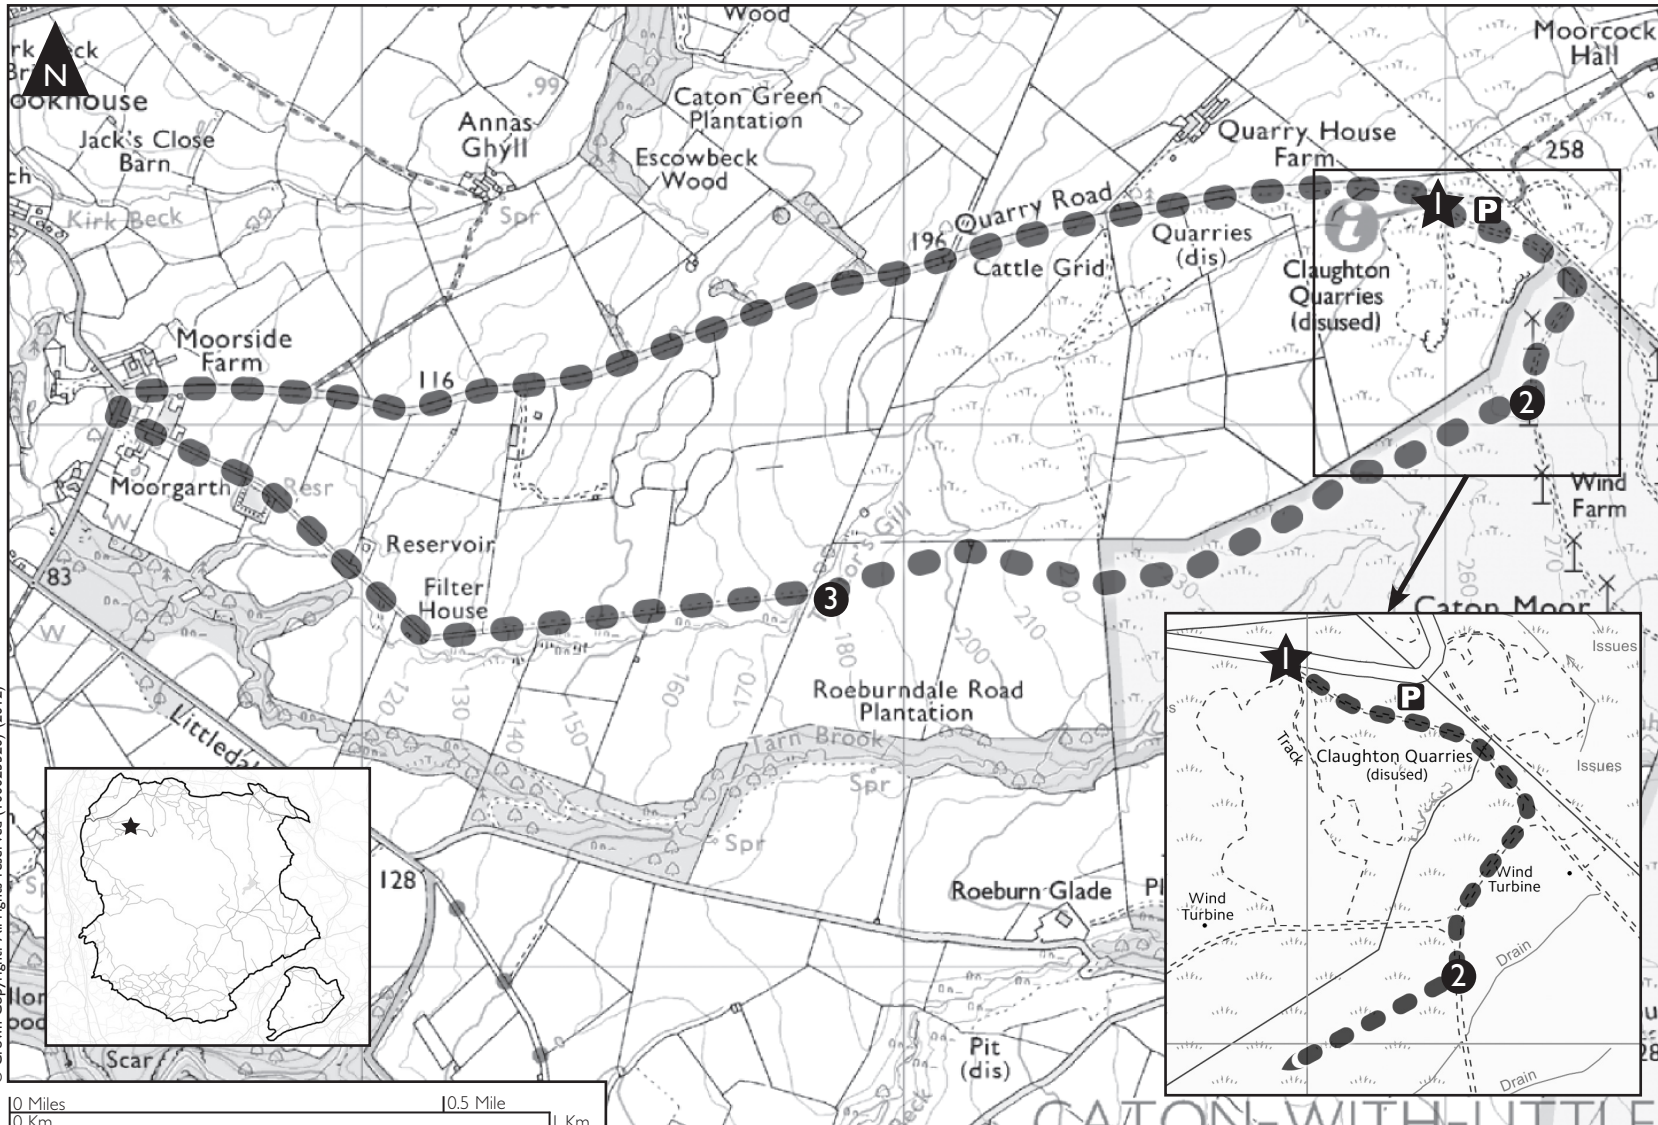 Wood
Moorcock
Hall
N
ookhouse
.99
Caton Green
Plantation
Jack's Close
Barn
Annas
Ghyll
Quarry House
Farm
258
Escowbeck
Wood
Kirk Beck
Spr
Quarry Road
196
Cattle Grid
Quarries
(dis)
i
1
P
Claughton
Quarries
(disused)
Moorside
Farm
116
2
Moorgarth
Resr
Wind
Farm
W
Reservoir
83
Filter
House
3
W
120
130
140
150
160
170
180
200
210
260
270
Caton Moor
Roeburndale Road
Plantation
Tarn Brook
Spr
Spr
128
Roeburn Glade
Pit
(dis)
Scar
1
P
Issues
Track
Claughton Quarries
(disused)
Issues
Wind
Turbine
Wind
Turbine
2
Drain
Drain
0 Miles
0.5 Mile
0 Km
1 Km
CATON-WITH-LITTLE